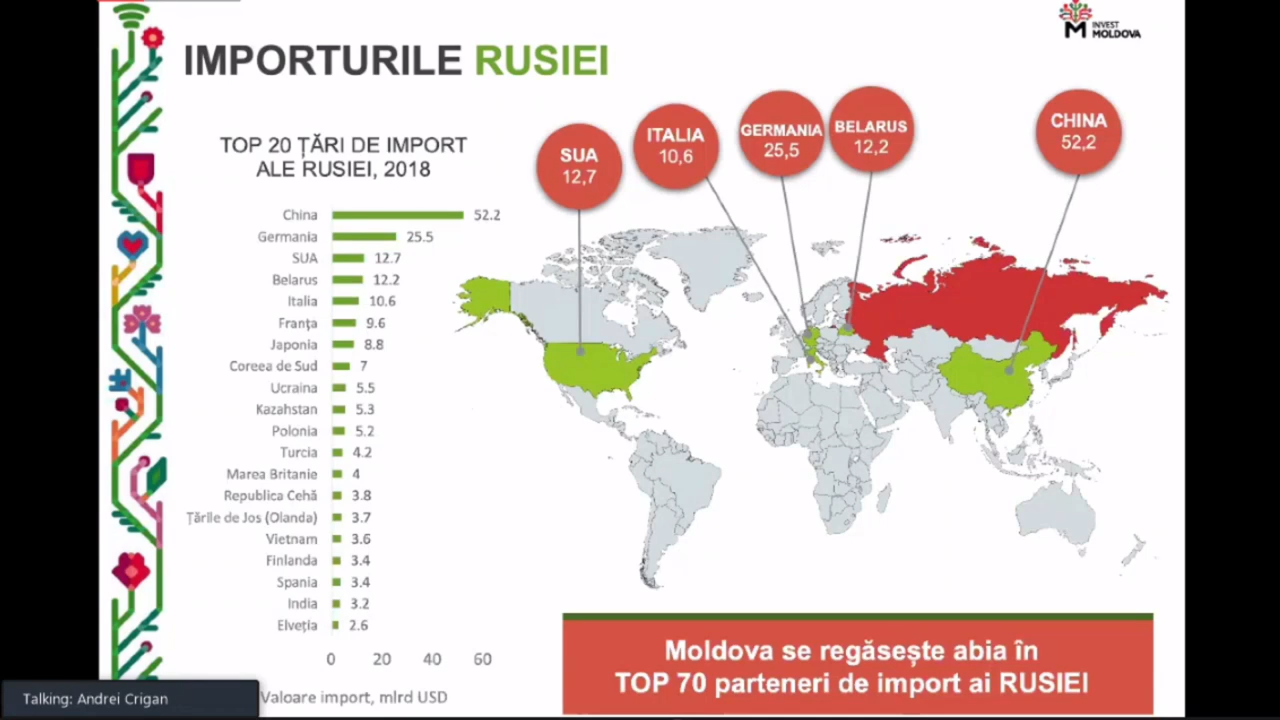 INVEST
MOLDOVA
IMPORTURILE RUSIEI
TOP 20 ȚĂRI DE IMPORT
ALE RUSIEI, 2018
China 52.2
Germania 25.5
SUA 12.7
Belarus 12.2
Italia 10.6
Franța 9.6
Japonia 8.8
Coreea de Sud 7
Ucraina 5.5
Kazahstan 5.3
Polonia 5.2
Turcia 4.2
Marea Britanie 4
Republica Cehă 3.8
Țările de Jos (Olanda) 3.7
Vietnam 3.6
Finlanda 3.4
Spania 3.4
India 3.2
Elveția 2.6
0 20 40 60
Valoare import, mlrd USD
SUA
12,7
ITALIA
10,6
GERMANIA
25,5
BELARUS
12,2
CHINA
52,2
Moldova se regăsește abia în
TOP 70 parteneri de import ai RUSIEI
Talking: Andrei Crigan